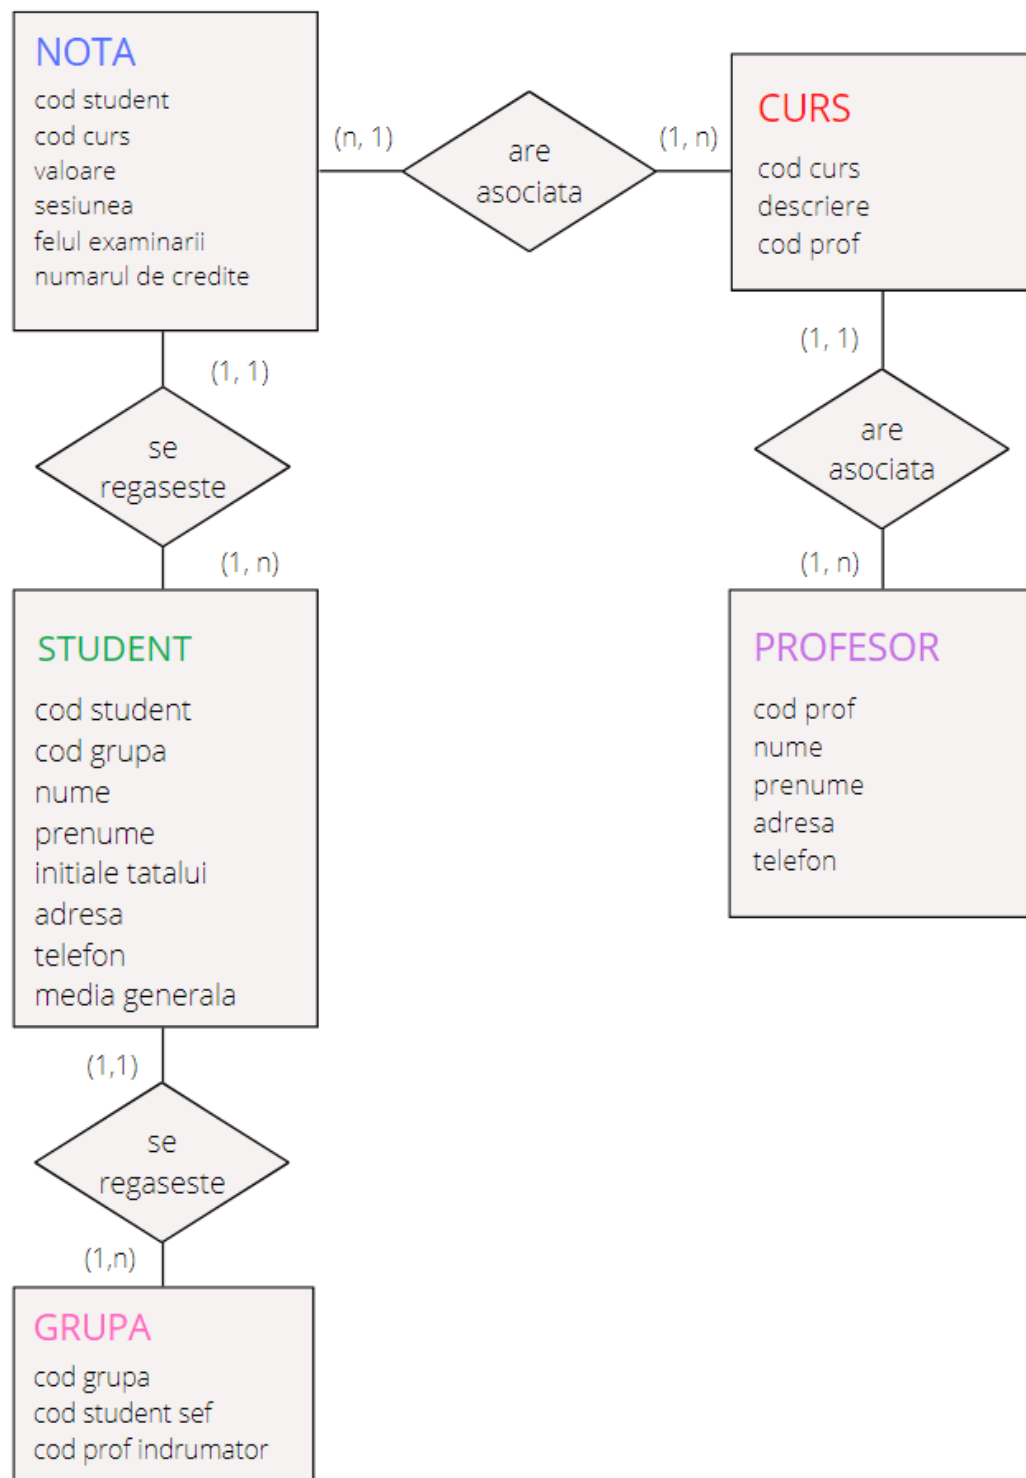 NOTA
cod student
cod curs
valoare
sesiunea
felul examinarii
numarul de credite
(n, 1)
are
asociata
(1, n)
CURS
cod curs
descriere
cod prof
(1, 1)
se
regaseste
(1, n)
(1, 1)
are
asociata
(1, n)
STUDENT
cod student
cod grupa
nume
prenume
initiale tatalui
adresa
telefon
media generala
PROFESOR
cod prof
nume
prenume
adresa
telefon
(1,1)
se
regaseste
(1,n)
GRUPA
cod grupa
cod student sef
cod prof indrumator